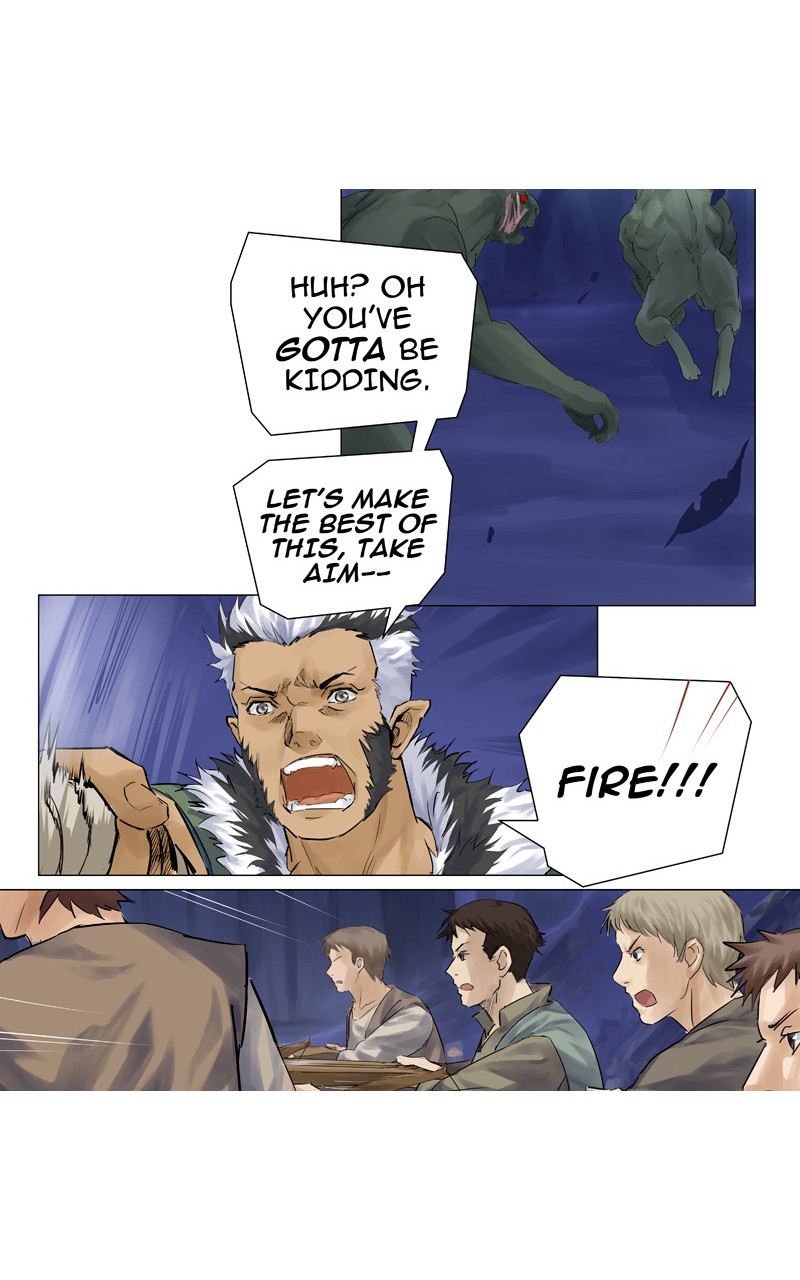 HUH? OH
YOU'VE
GOTTA BE
KIDDING.
LET'S MAKE
THE BEST OF
THIS, TAKE
AIM--
FIRE!!!